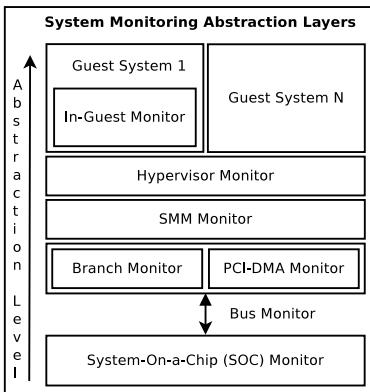 System Monitoring Abstraction Layers
Abstraction Level
Guest System 1
In-Guest Monitor
Guest System N
Hypervisor Monitor
SMM Monitor
Branch Monitor
PCI-DMA Monitor
Bus Monitor
System-On-a-Chip (SOC) Monitor